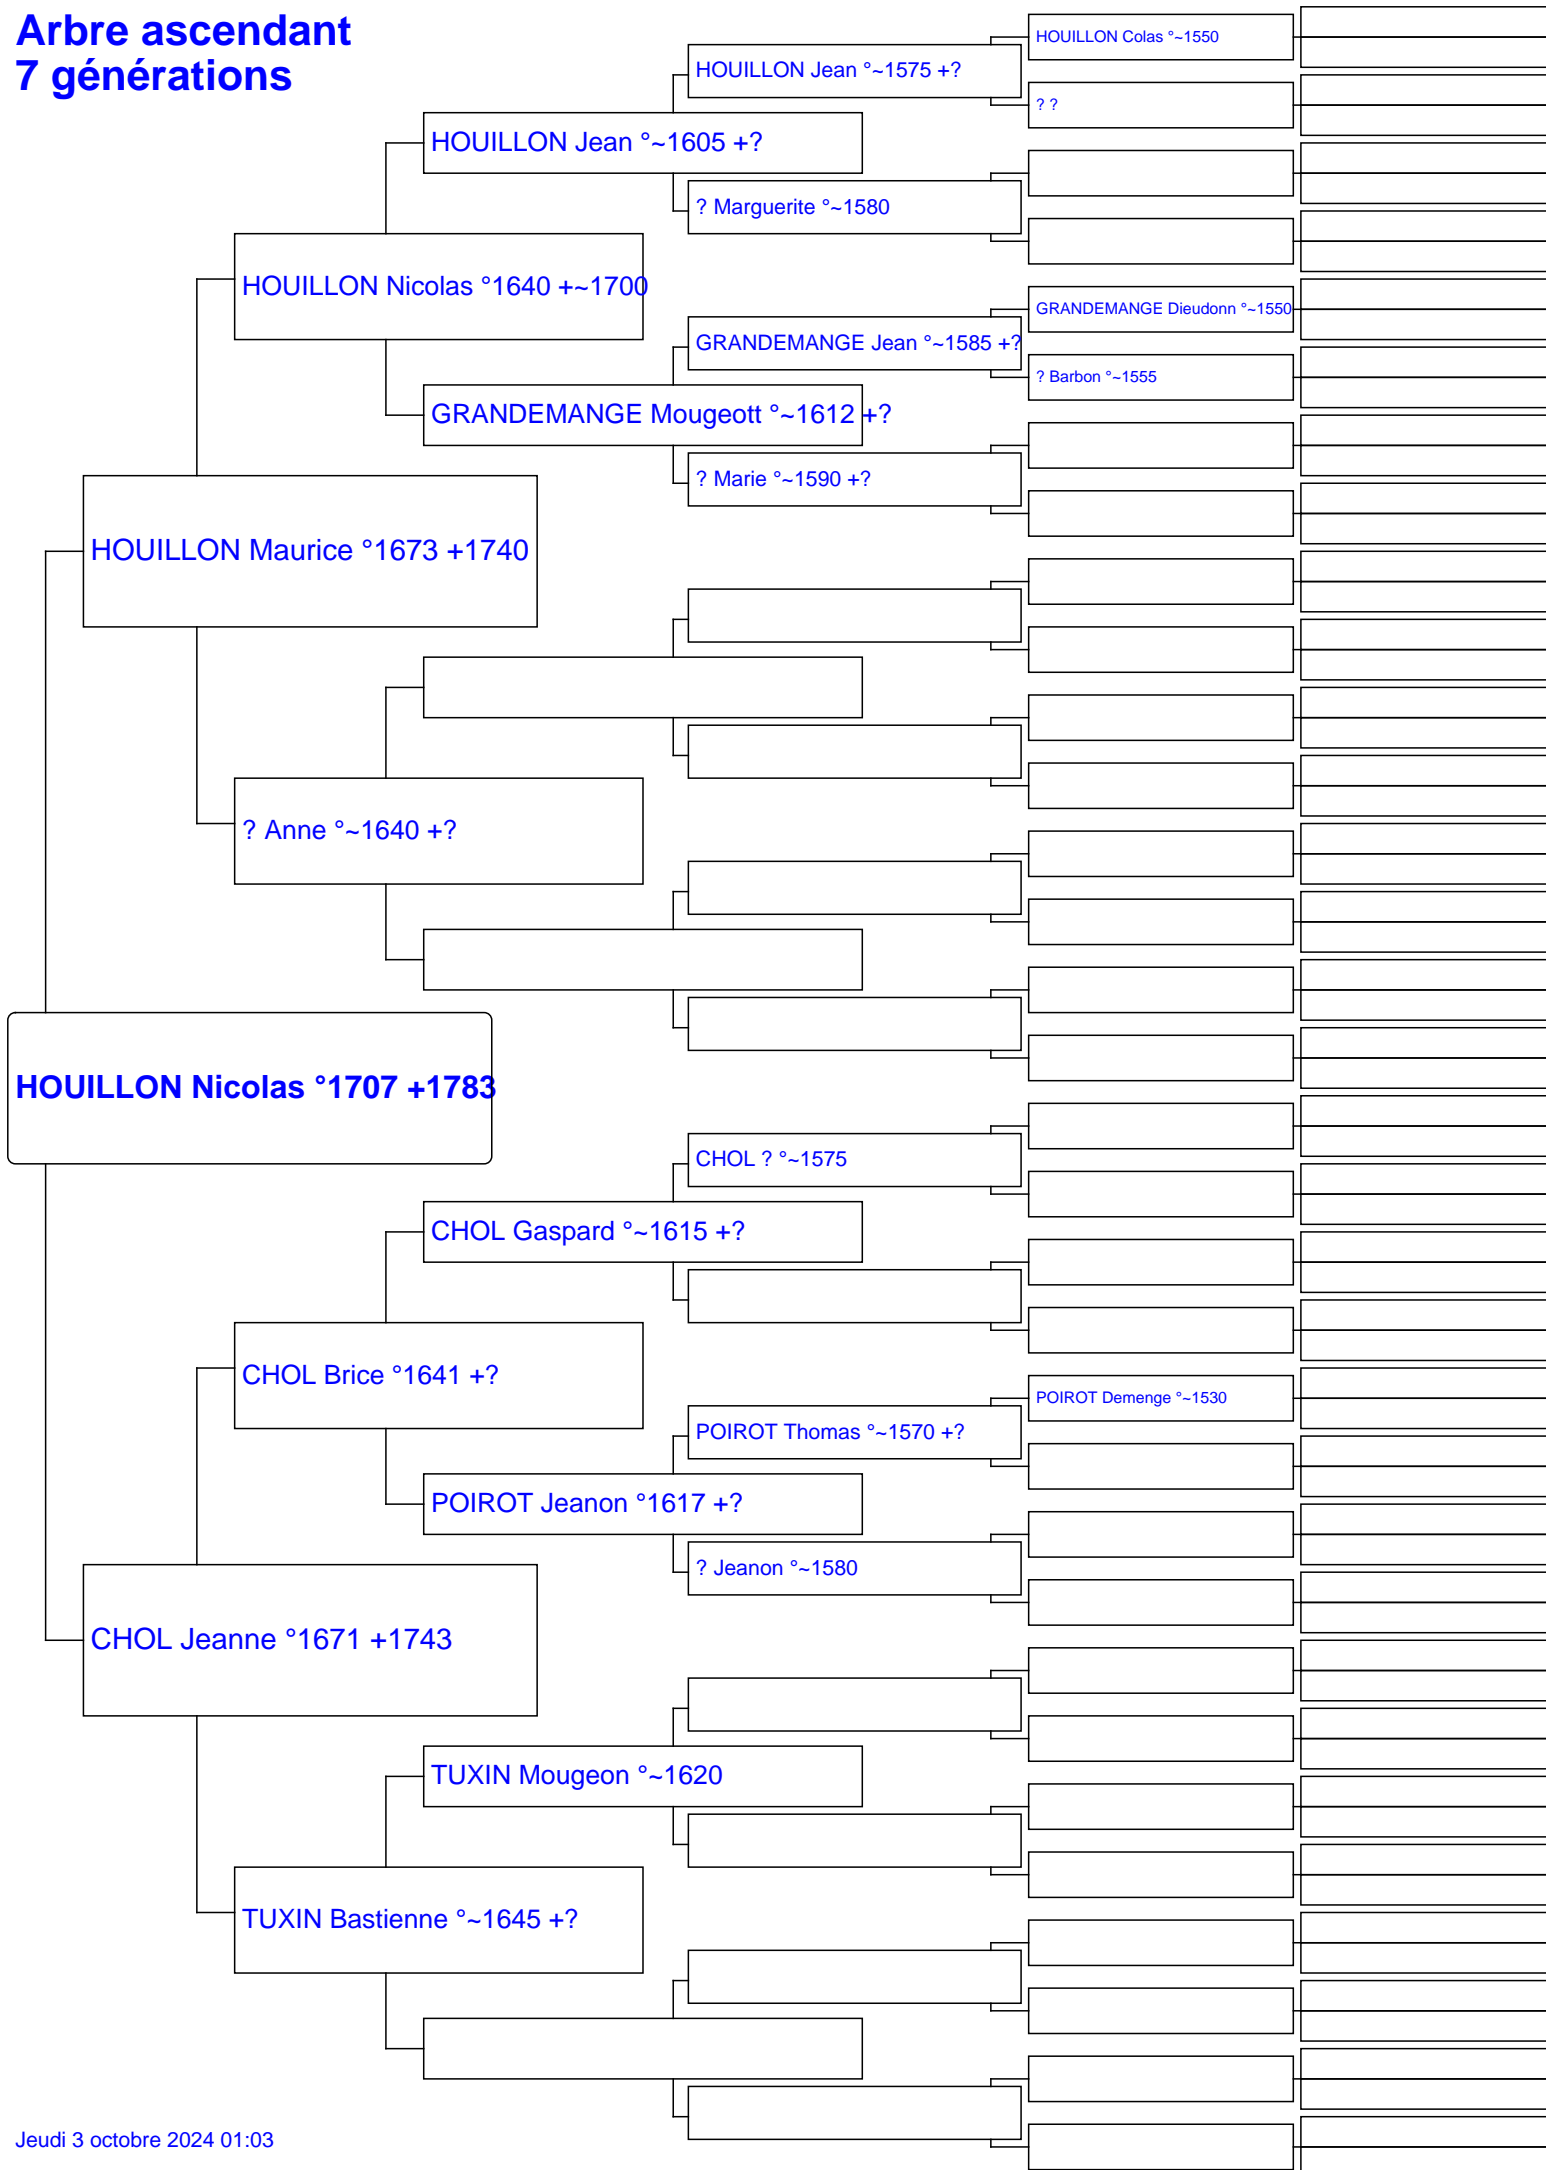 Arbre ascendant
7 générations
HOUILLON Colas °~1550
HOUILLON Jean °~1575 +?
? ?
HOUILLON Jean °~1605 +?
? Marguerite °~1580
HOUILLON Nicolas °1640 +~1700
GRANDEMANGE Dieudonn °~1550
GRANDEMANGE Jean °~1585 +?
? Barbon °~1555
GRANDEMANGE Mougeott °~1612 +?
? Marie °~1590 +?
HOUILLON Maurice °1673 +1740
? Anne °~1640 +?
HOUILLON Nicolas °1707 +1783
CHOL ? °~1575
CHOL Gaspard °~1615 +?
CHOL Brice °1641 +?
POIROT Demenge °~1530
POIROT Thomas °~1570 +?
POIROT Jeanon °1617 +?
? Jeanon °~1580
CHOL Jeanne °1671 +1743
TUXIN Mougeon °~1620
TUXIN Bastienne °~1645 +?
Jeudi 3 octobre 2024 01:03